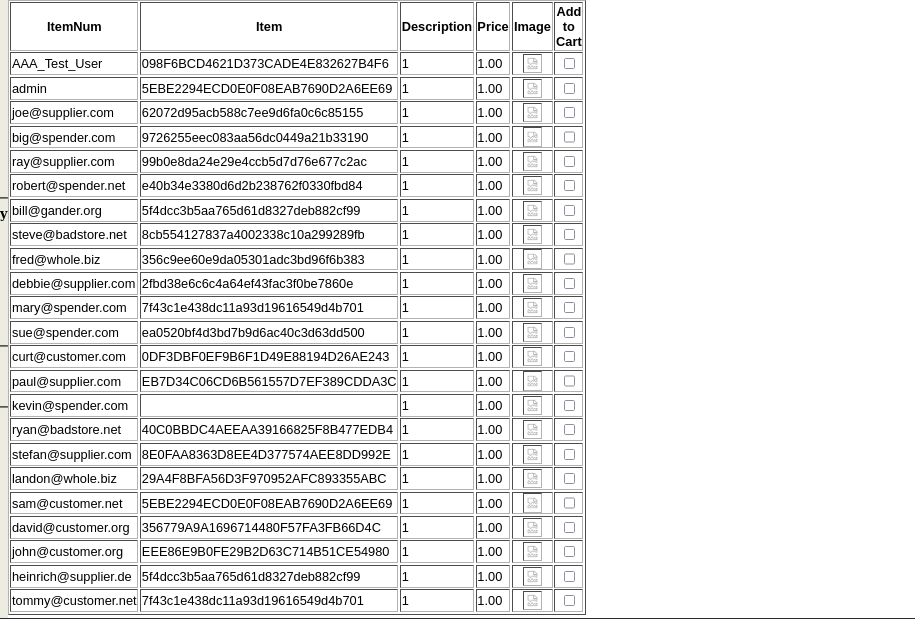 ItemNum Item Description Price Image Add to Cart
AAA_Test_User 098F6BCD4621D373CADE4E832627B4F6 1 1.00
admin 5EBE2294ECD0E0F08EAB7690D2A6EE69 1 1.00
joe@supplier.com 62072d95acb588c7ee9d6fa0c6c85155 1 1.00
big@spender.com 9726255eec083aa56dc0449a21b33190 1 1.00
ray@supplier.com 99b0e8da24e29e4ccb5d7d76e677c2ac 1 1.00
robert@spender.net e40b34e3380d6d2b238762f0330fbd84 1 1.00
bill@gander.org 5f4dcc3b5aa765d61d8327deb882cf99 1 1.00
steve@badstore.net 8cb554127837a4002338c10a299289fb 1 1.00
fred@whole.biz 356c9ee60e9da05301adc3bd96f6b383 1 1.00
debbie@supplier.com 2fbd38e6c6c4a64ef43fac3f0be7860e 1 1.00
mary@spender.com 7f43c1e438dc11a93d19616549d4b701 1 1.00
sue@spender.com ea0520bf4d3bd7b9d6ac40c3d63dd500 1 1.00
curt@customer.com 0DF3DBF0EF9B6F1D49E88194D26AE243 1 1.00
paul@supplier.com EB7D34C06CD6B561557D7EF389CDDA3C 1 1.00
kevin@spender.com 1 1.00
ryan@badstore.net 40C0BBDC4AEEAA39166825F8B477EDB4 1 1.00
stefan@supplier.com 8E0FAA8363D8EE4D377574AEE8DD992E 1 1.00
landon@whole.biz 29A4F8BFA56D3F970952AFC893355ABC 1 1.00
sam@customer.net 5EBE2294ECD0E0F08EAB7690D2A6EE69 1 1.00
david@customer.org 356779A9A1696714480F57FA3FB66D4C 1 1.00
john@customer.org EEE86E9B0FE29B2D63C714B51CE54980 1 1.00
heinrich@supplier.de 5f4dcc3b5aa765d61d8327deb882cf99 1 1.00
tommy@customer.net 7f43c1e438dc11a93d19616549d4b701 1 1.00